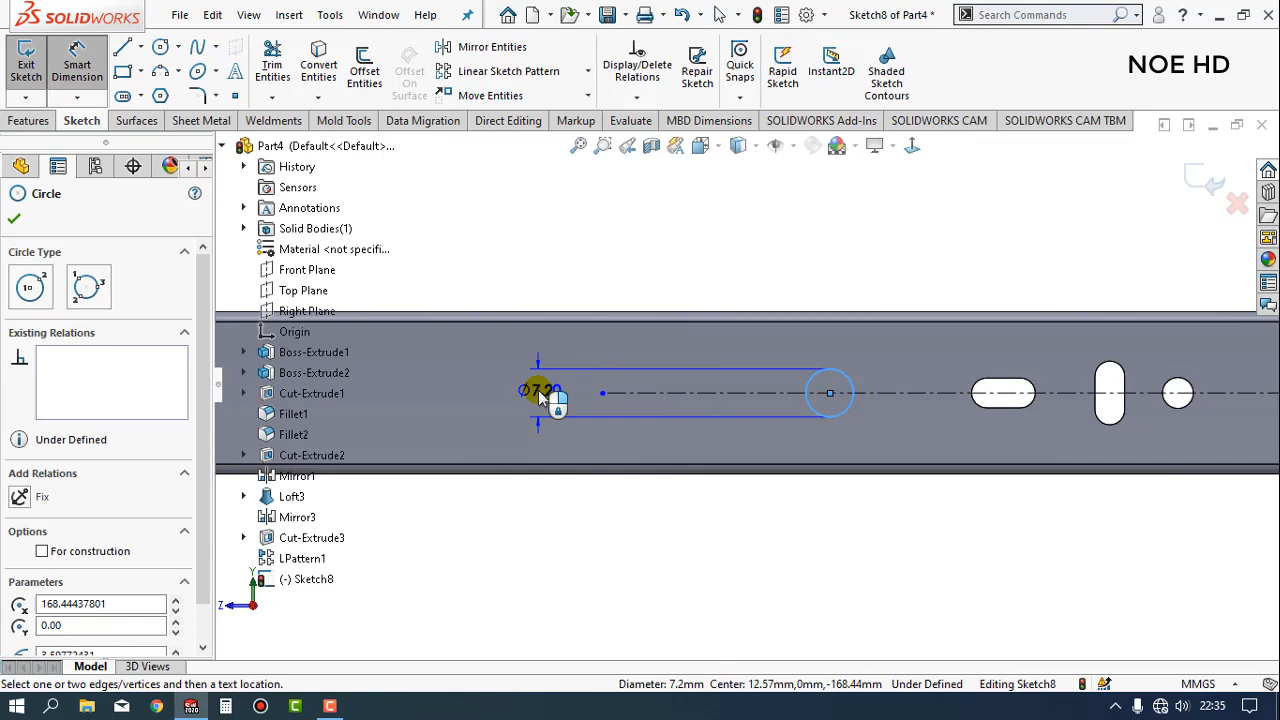 SOLIDWORKS
File
Edit
View
Insert
Tools
Window
Help
Sketch8 of Part4 *
Search Commands
?
Exit Sketch
Smart Dimension
Trim Entities
Convert Entities
Offset Entities
Offset On Surface
Mirror Entities
Linear Sketch Pattern
Move Entities
Display/Delete Relations
Repair Sketch
Quick Snaps
Rapid Sketch
Instant2D
Shaded Sketch Contours
NOE HD
Features
Sketch
Surfaces
Sheet Metal
Weldments
Mold Tools
Data Migration
Direct Editing
Markup
Evaluate
MBD Dimensions
SOLIDWORKS Add-Ins
SOLIDWORKS CAM
SOLIDWORKS CAM TBM
Circle
Circle Type
Existing Relations
Under Defined
Add Relations
Fix
Options
For construction
Parameters
168.44437801
0.00
3.59772431
Part4 (Default<<Default>...
History
Sensors
Annotations
Solid Bodies(1)
Material <not specifi...
Front Plane
Top Plane
Right Plane
Origin
Boss-Extrude1
Boss-Extrude2
Cut-Extrude1
Fillet1
Fillet2
Cut-Extrude2
Mirror1
Loft3
Mirror3
Cut-Extrude3
LPattern1
(-) Sketch8
Ø7.20
Y
Z
Model
3D Views
Select one or two edges/vertices and then a text location.
Diameter: 7.2mm
Center: 12.57mm,0mm,-168.44mm
Under Defined
Editing Sketch8
MMGS
22:35